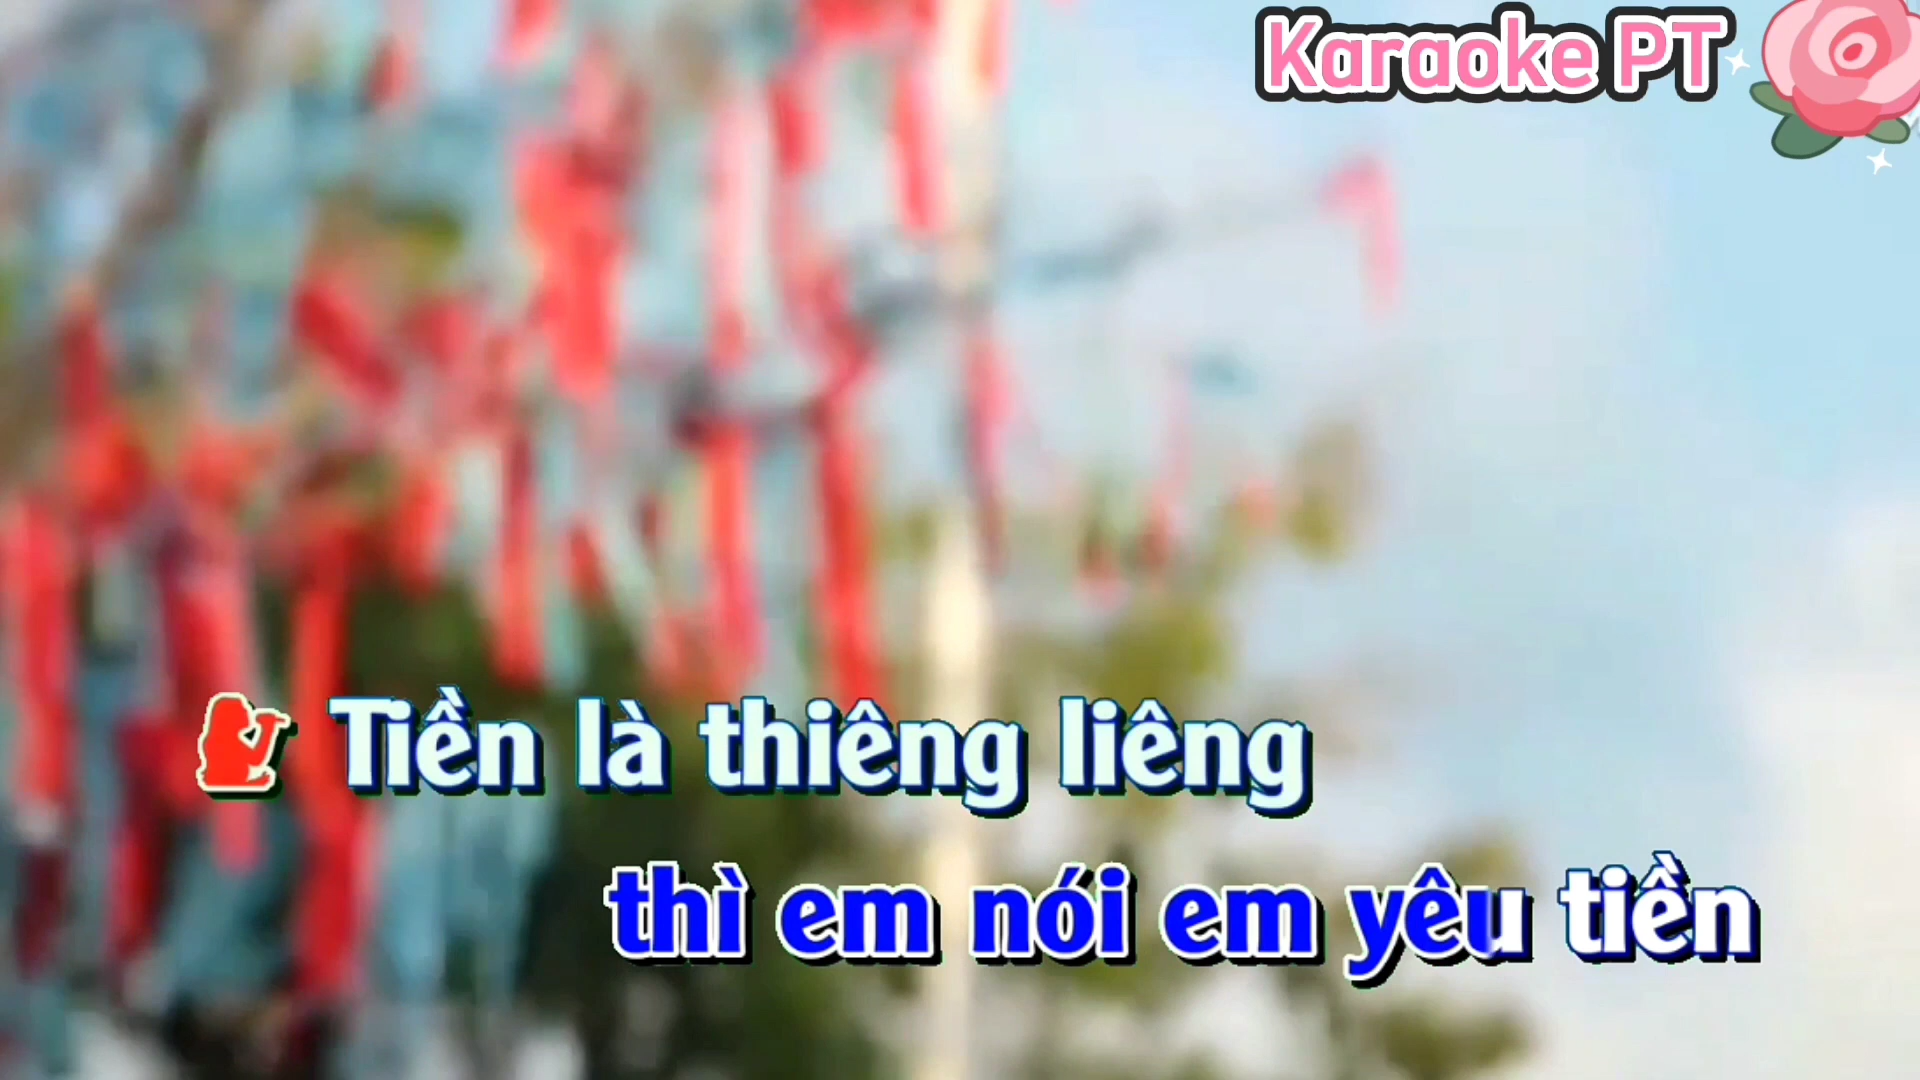 Karaoke PT
Tiền là thiêng liêng
thì em nói em yêu tiền